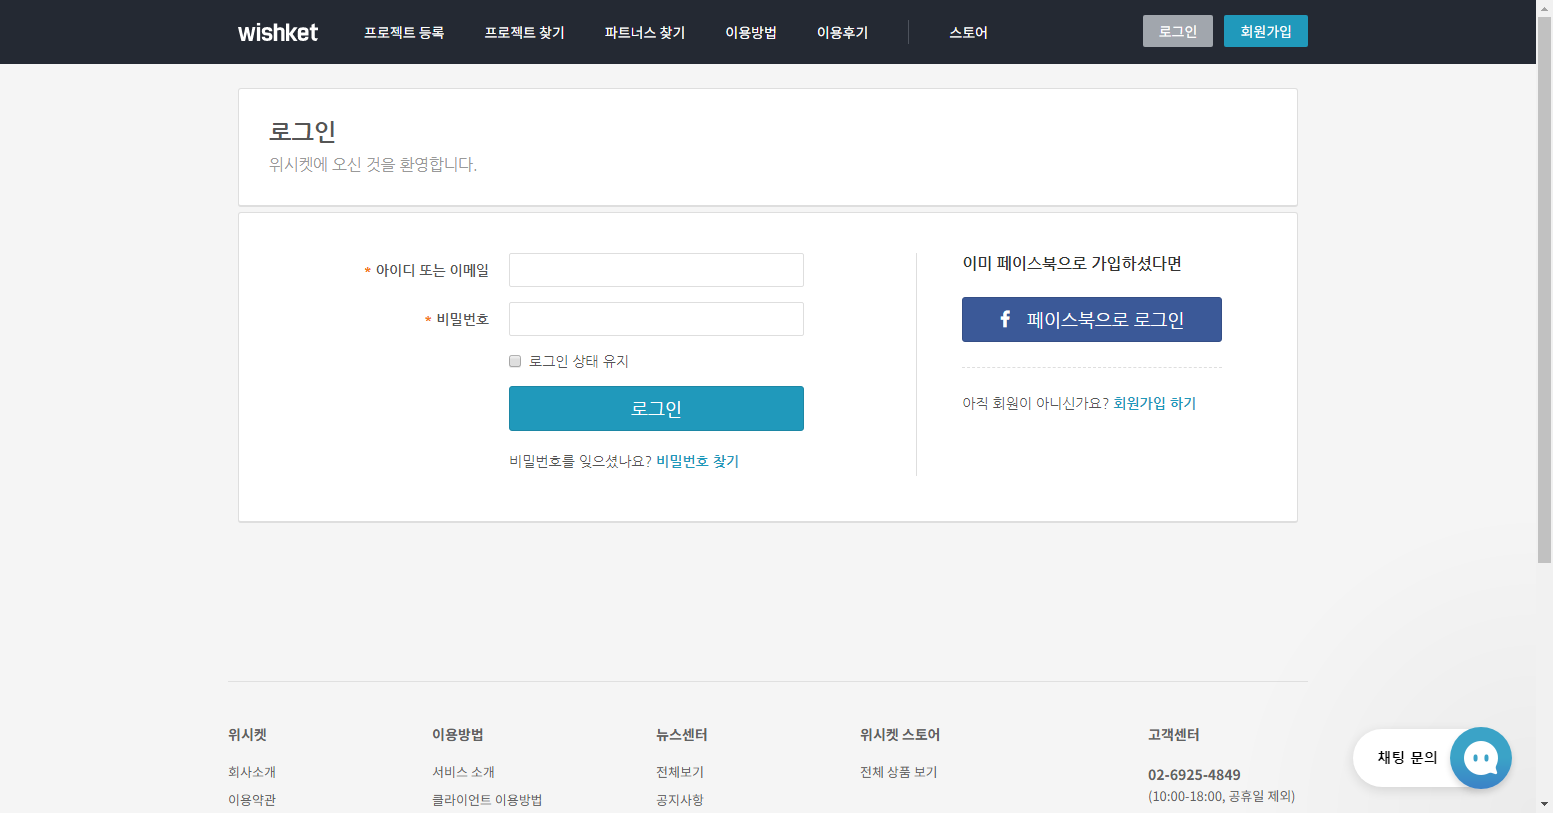 wishket 프로젝트 등록 프로젝트 찾기 파트너스 찾기 이용방법 이용후기 스토어 로그인 회원가입
로그인
위시켓에 오신 것을 환영합니다.
* 아이디 또는 이메일
* 비밀번호
로그인 상태 유지
로그인
비밀번호를 잊으셨나요? 비밀번호 찾기
이미 페이스북으로 가입하셨다면
f 페이스북으로 로그인
아직 회원이 아니신가요? 회원가입 하기
위시켓 이용방법 뉴스센터 위시켓 스토어 고객센터
회사소개 서비스 소개 전체보기 전체 상품 보기 02-6925-4849
이용약관 클라이언트 이용방법 공지사항 (10:00-18:00, 공휴일 제외)
채팅 문의